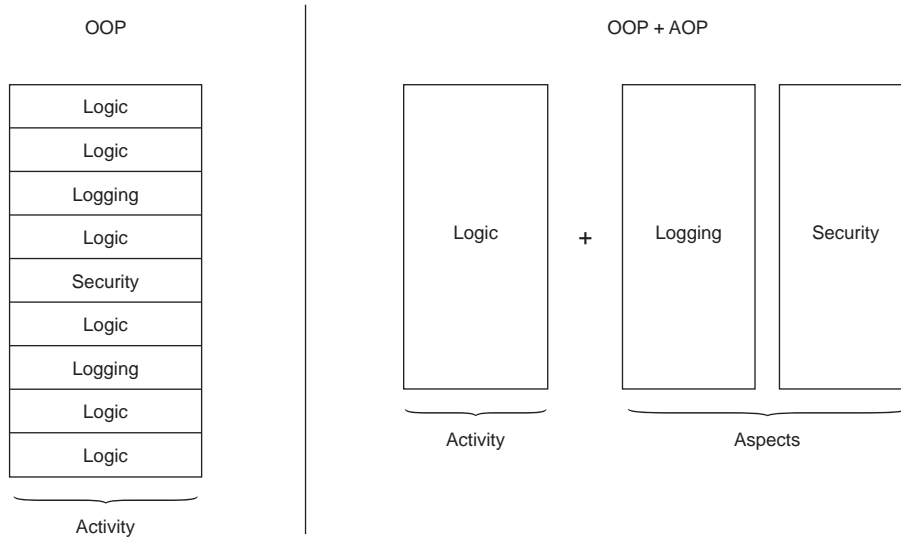 OOP
Logic
Logic
Logging
Logic
Security
Logic
Logging
Logic
Logic
Activity
OOP + AOP
Logic
+
Logging
Security
Activity
Aspects